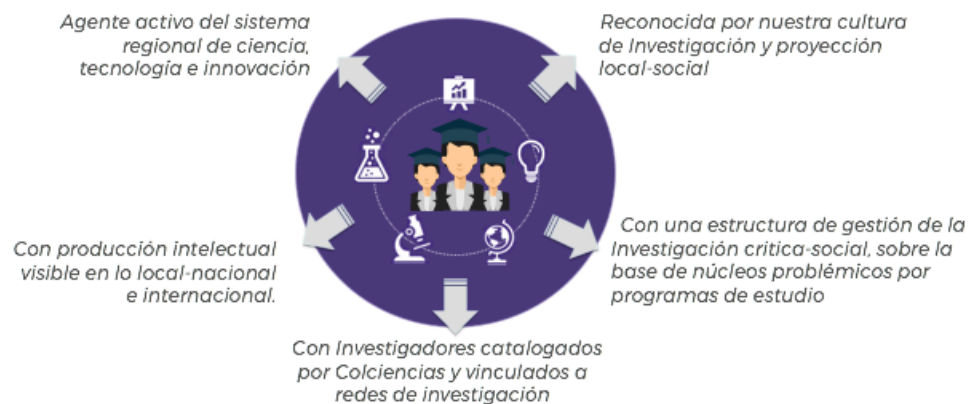 Agente activo del sistema
regional de ciencia,
tecnología e innovación
Reconocida por nuestra cultura
de Investigación y proyección
local-social
Con producción intelectual
visible en lo local-nacional
e internacional.
Con una estructura de gestión de la
Investigación critica-social, sobre la
base de núcleos problémicos por
programas de estudio
Con Investigadores catalogados
por Colciencias y vinculados a
redes de investigación